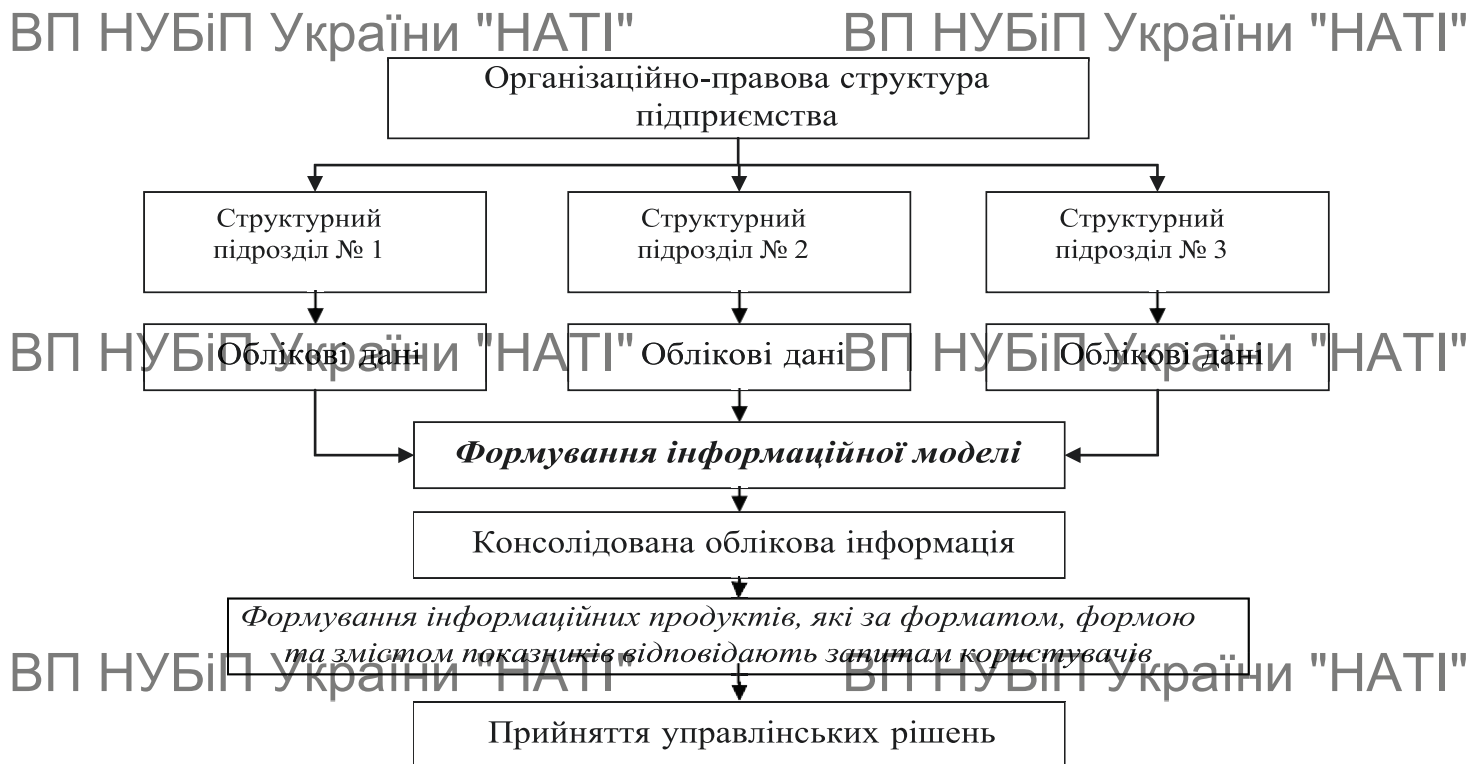 ВП НУБіП України "НАТІ" ВП НУБіП України "НАТІ"
Організаційно-правова структура
підприємства
Структурний
підрозділ № 1
Структурний
підрозділ № 2
Структурний
підрозділ № 3
ВП НУБіП України "НАТІ" ВП НУБіП України "НАТІ"
Облікові дані
Облікові дані
Облікові дані
Формування інформаційної моделі
Консолідована облікова інформація
Формування інформаційних продуктів, які за форматом, формою
та змістом показників відповідають запитам користувачів
ВП НУБіП України "НАТІ" ВП НУБіП України "НАТІ"
Прийняття управлінських рішень